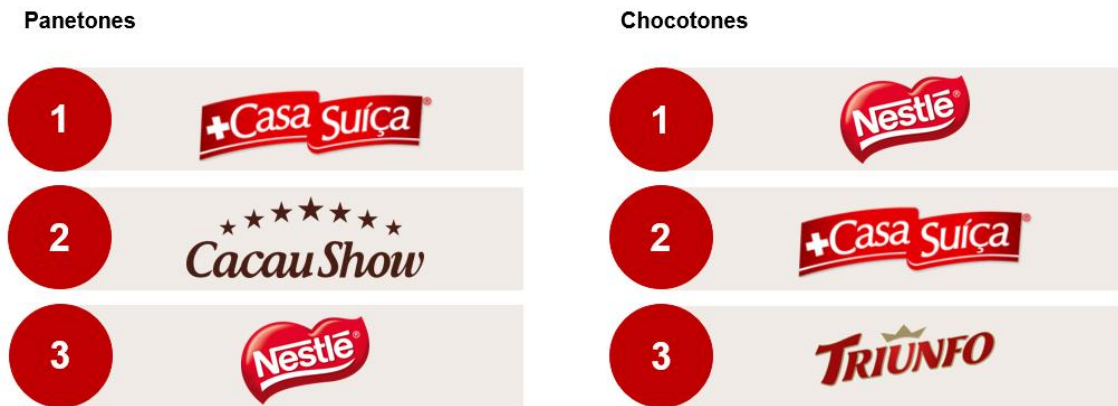 Panetones
1
+Casa Suíça®
2
Cacau Show
3
Nestlé®
Chocotones
1
Nestlé®
2
+Casa Suíça®
3
TRIUNFO